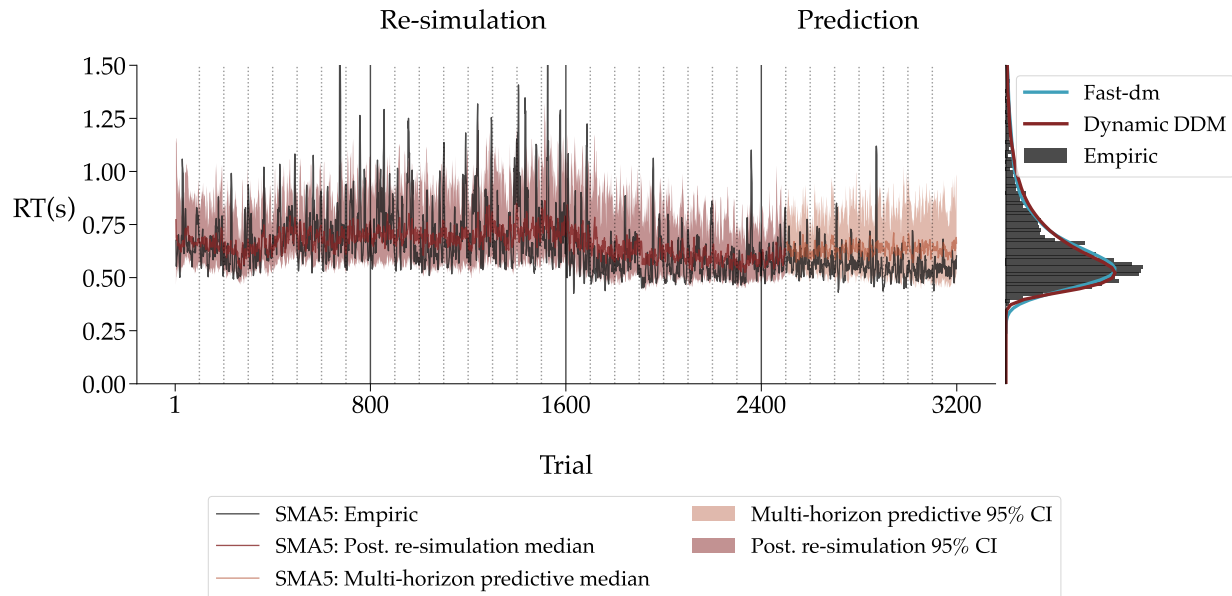 Re-simulation
Prediction
1.50
1.25
1.00
0.75
0.50
0.25
0.00
RT(s)
1
800
1600
2400
3200
Trial
Fast-dm
Dynamic DDM
Empiric
SMA5: Empiric
SMA5: Post. re-simulation median
SMA5: Multi-horizon predictive median
Multi-horizon predictive 95% CI
Post. re-simulation 95% CI